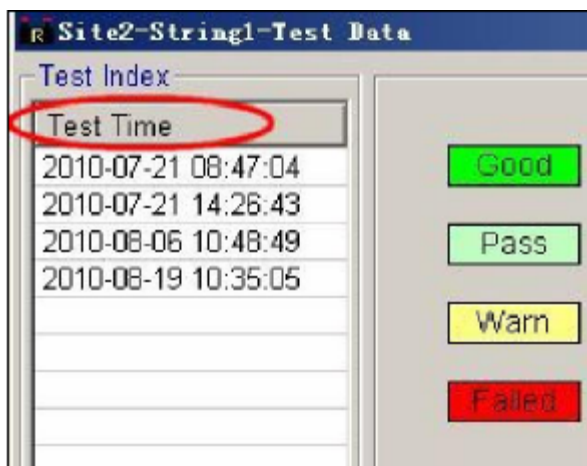 R Site2-String1-Test Data
Test Index
Test Time
2010-07-21 08:47:04
2010-07-21 14:26:43
2010-08-06 10:48:49
2010-08-19 10:35:05
Good
Pass
Warn
Failed